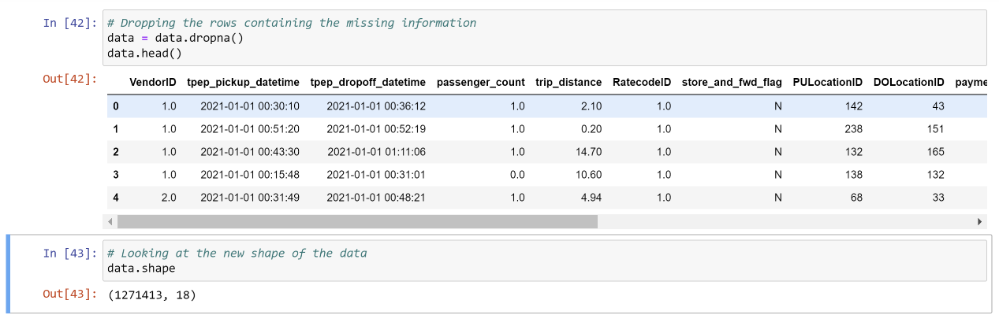 In [42]: # Dropping the rows containing the missing information
data = data.dropna()
data.head()
Out[42]:
VendorID tpep_pickup_datetime tpep_dropoff_datetime passenger_count trip_distance RatecodeID store_and_fwd_flag PULocationID DOLocationID payme
0 1.0 2021-01-01 00:30:10 2021-01-01 00:36:12 1.0 2.10 1.0 N 142 43
1 1.0 2021-01-01 00:51:20 2021-01-01 00:52:19 1.0 0.20 1.0 N 238 151
2 1.0 2021-01-01 00:43:30 2021-01-01 01:11:06 1.0 14.70 1.0 N 132 165
3 1.0 2021-01-01 00:15:48 2021-01-01 00:31:01 0.0 10.60 1.0 N 138 132
4 2.0 2021-01-01 00:31:49 2021-01-01 00:48:21 1.0 4.94 1.0 N 68 33
In [43]: # Looking at the new shape of the data
data.shape
Out[43]: (1271413, 18)